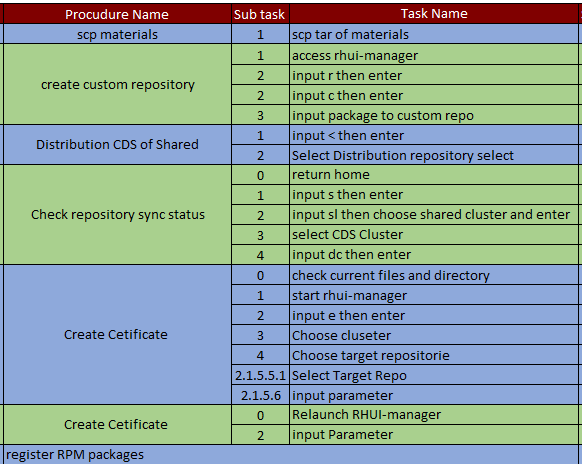 Procudure Name Sub task Task Name
scp materials 1 scp tar of materials
create custom repository 1 access rhui-manager
2 input r then enter
2 input c then enter
3 input package to custom repo
Distribution CDS of Shared 1 input < then enter
2 Select Distribution repository select
Check repository sync status 0 return home
1 input s then enter
2 input sl then choose shared cluster and enter
3 select CDS Cluster
4 input dc then enter
Create Cetificate 0 check current files and directory
1 start rhui-manager
2 input e then enter
3 Choose cluseter
4 Choose target repositorie
2.1.5.5.1 Select Target Repo
2.1.5.6 input parameter
Create Cetificate 0 Relaunch RHUI-manager
2 input Parameter
register RPM packages